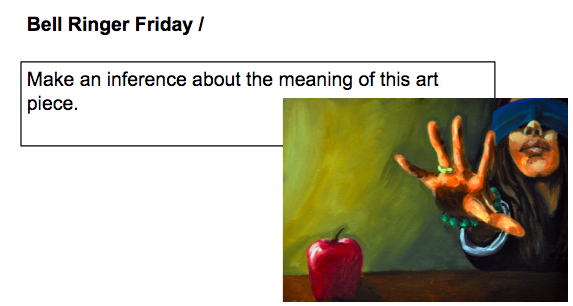 Bell Ringer Friday /
Make an inference about the meaning of this art
piece.